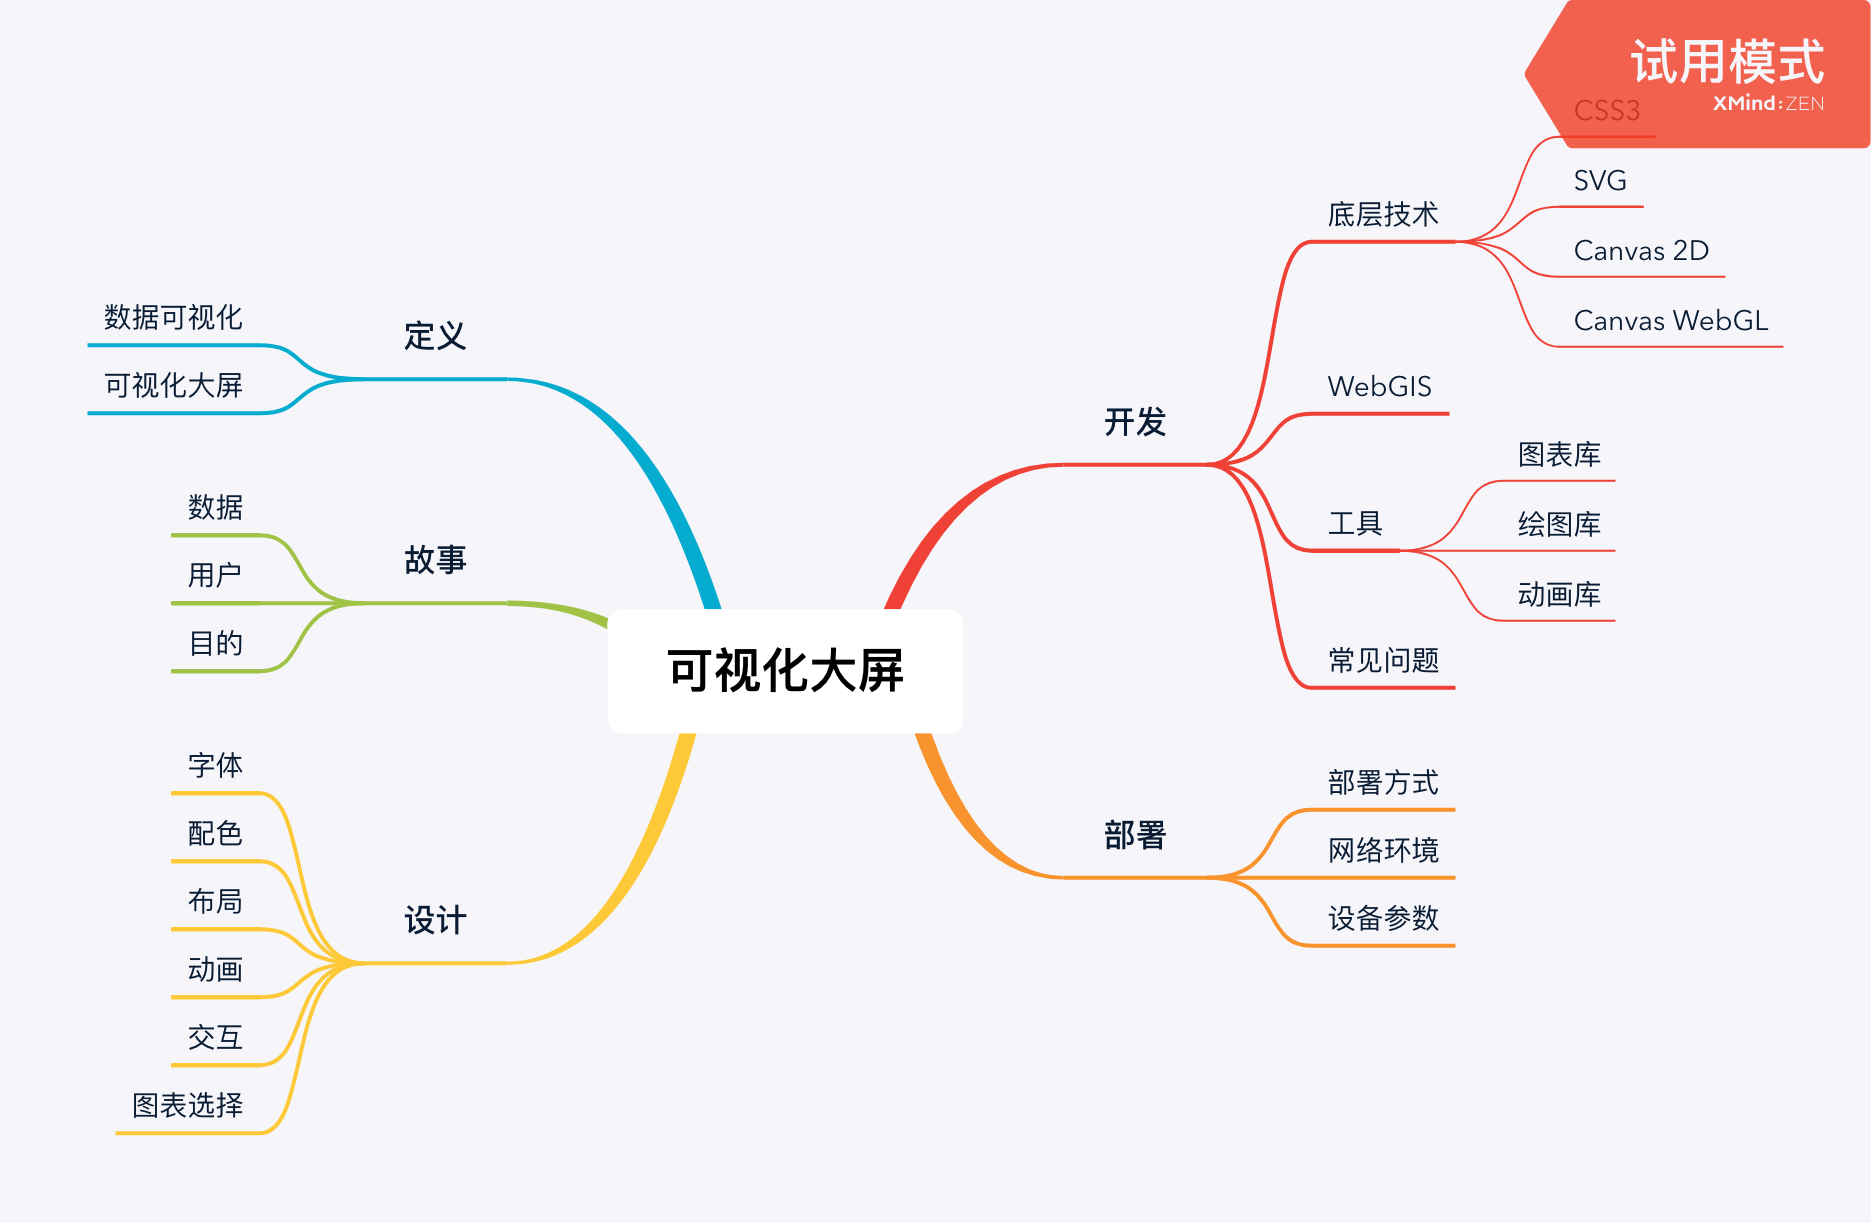 试用模式
XMind:ZEN
可视化大屏
定义
数据可视化
可视化大屏
故事
数据
用户
目的
设计
字体
配色
布局
动画
交互
图表选择
开发
底层技术
CSS3
SVG
Canvas 2D
Canvas WebGL
WebGIS
工具
图表库
绘图库
动画库
常见问题
部署
部署方式
网络环境
设备参数